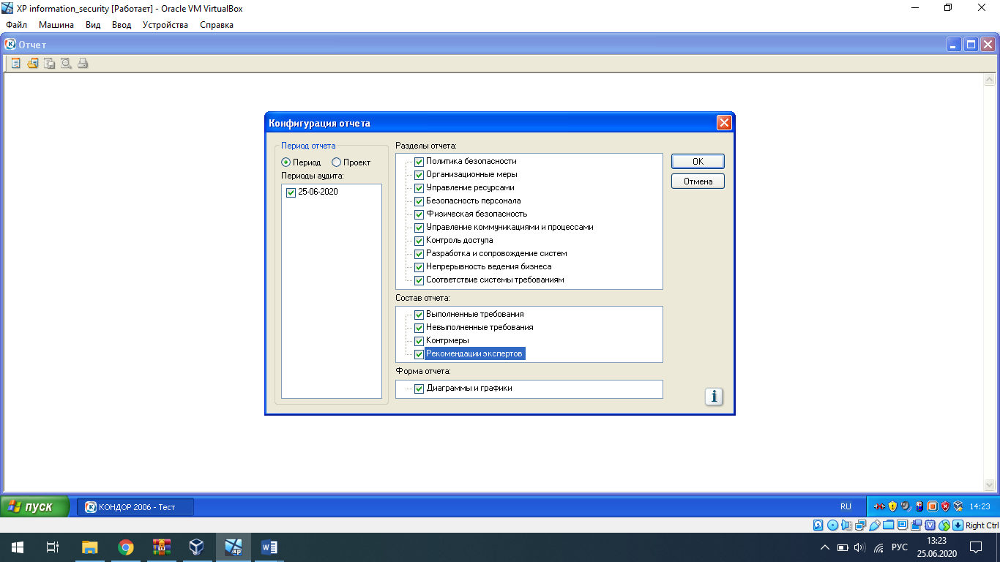 XP information_security [Работает] - Oracle VM VirtualBox
Файл Машина Вид Ввод Устройства Справка
Отчет
Конфигурация отчета
Период отчета
Период Проект
Периоды аудита:
25-06-2020
Разделы отчета:
Политика безопасности
Организационные меры
Управление ресурсами
Безопасность персонала
Физическая безопасность
Управление коммуникациями и процессами
Контроль доступа
Разработка и сопровождение систем
Непрерывность ведения бизнеса
Соответствие системы требованиям
Состав отчета:
Выполненные требования
Невыполненные требования
Контрмеры
Рекомендации экспертов
Форма отчета:
Диаграммы и графики
OK
Отмена
пуск
КОНДОР 2006 - Тест
RU
14:23
Right Ctrl
xp
РУС
13:23
25.06.2020